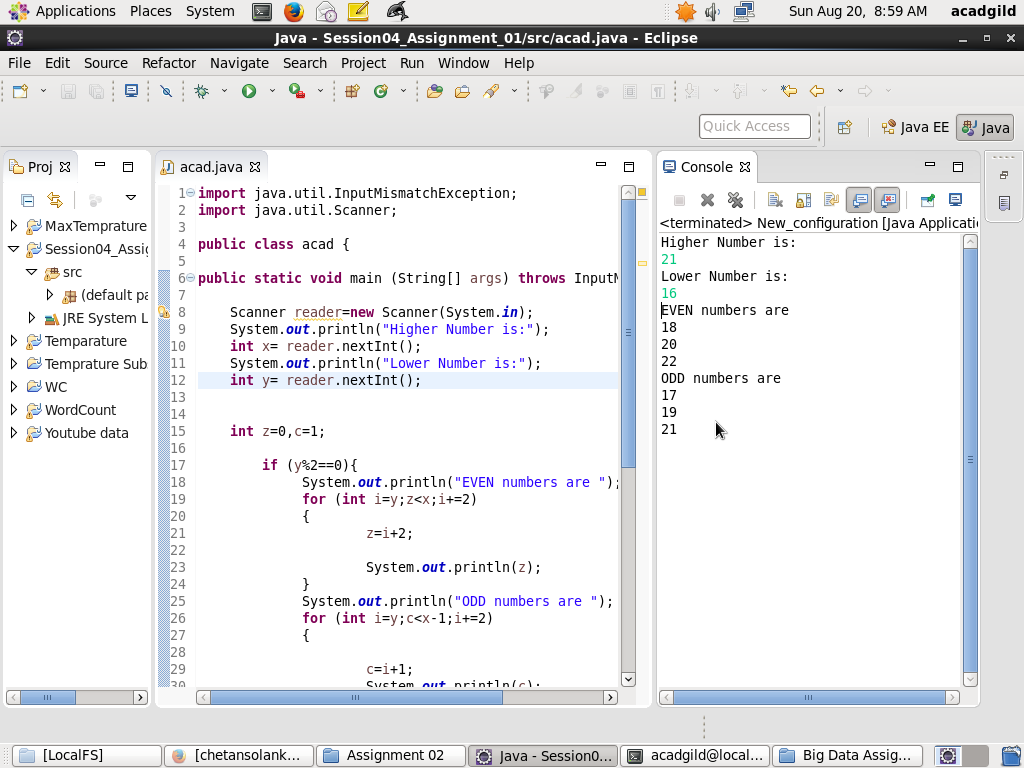 Applications Places System Sun Aug 20, 8:59 AM acadgild
Java - Session04_Assignment_01/src/acad.java - Eclipse
File Edit Source Refactor Navigate Search Project Run Window Help
Quick Access Java EE Java
Proj
MaxTemprature
Session04_Assig
src
(default pa
JRE System L
Temparature
Temprature Sub
WC
WordCount
Youtube data
acad.java
1 import java.util.InputMismatchException;
2 import java.util.Scanner;
3
4 public class acad {
5
6 public static void main (String[] args) throws InputM
7
8 Scanner reader=new Scanner(System.in);
9 System.out.println("Higher Number is:");
10 int x= reader.nextInt();
11 System.out.println("Lower Number is:");
12 int y= reader.nextInt();
13
14
15 int z=0,c=1;
16
17 if (y%2==0){
18 System.out.println("EVEN numbers are ");
19 for (int i=y;z<x;i+=2)
20 {
21 z=i+2;
22
23 System.out.println(z);
24 }
25 System.out.println("ODD numbers are ");
26 for (int i=y;c<x-1;i+=2)
27 {
28
29 c=i+1;
30 System.out.println(c);
Console
<terminated> New_configuration [Java Applicati
Higher Number is:
21
Lower Number is:
16
EVEN numbers are
18
20
22
ODD numbers are
17
19
21
[LocalFS] [chetansolank... Assignment 02 Java - Session0... acadgild@local... Big Data Assig...